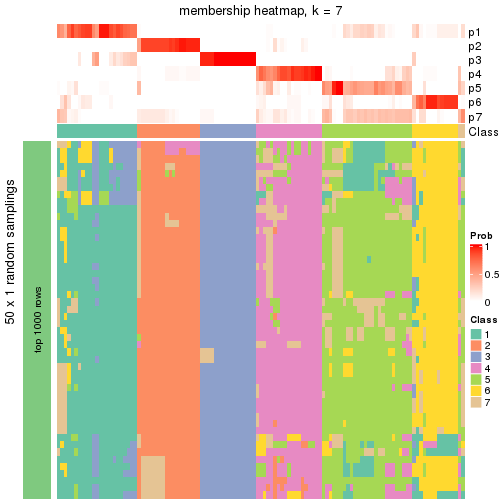 membership heatmap, k = 7
p1
p2
p3
p4
p5
p6
p7
Class
50 x 1 random samplings
top 1000 rows
Prob
1
0.5
0
Class
1
2
3
4
5
6
7